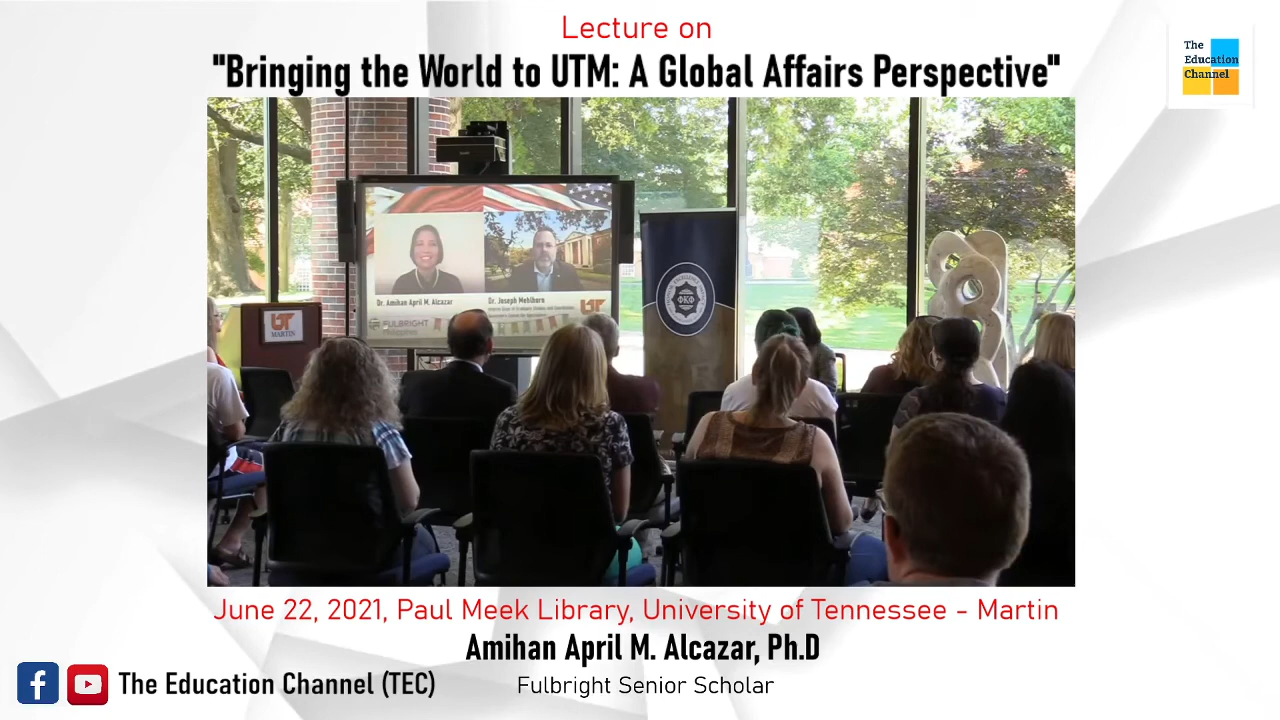 Lecture on
"Bringing the World to UTM: A Global Affairs Perspective"
The
Education
Channel
Dr. Amihan April M. Alcazar
Dr. Joseph Mehlhorn
FULBRIGHT
UT
MARTIN
ΦΚΦ
June 22, 2021, Paul Meek Library, University of Tennessee - Martin
Amihan April M. Alcazar, Ph.D
The Education Channel (TEC)
Fulbright Senior Scholar